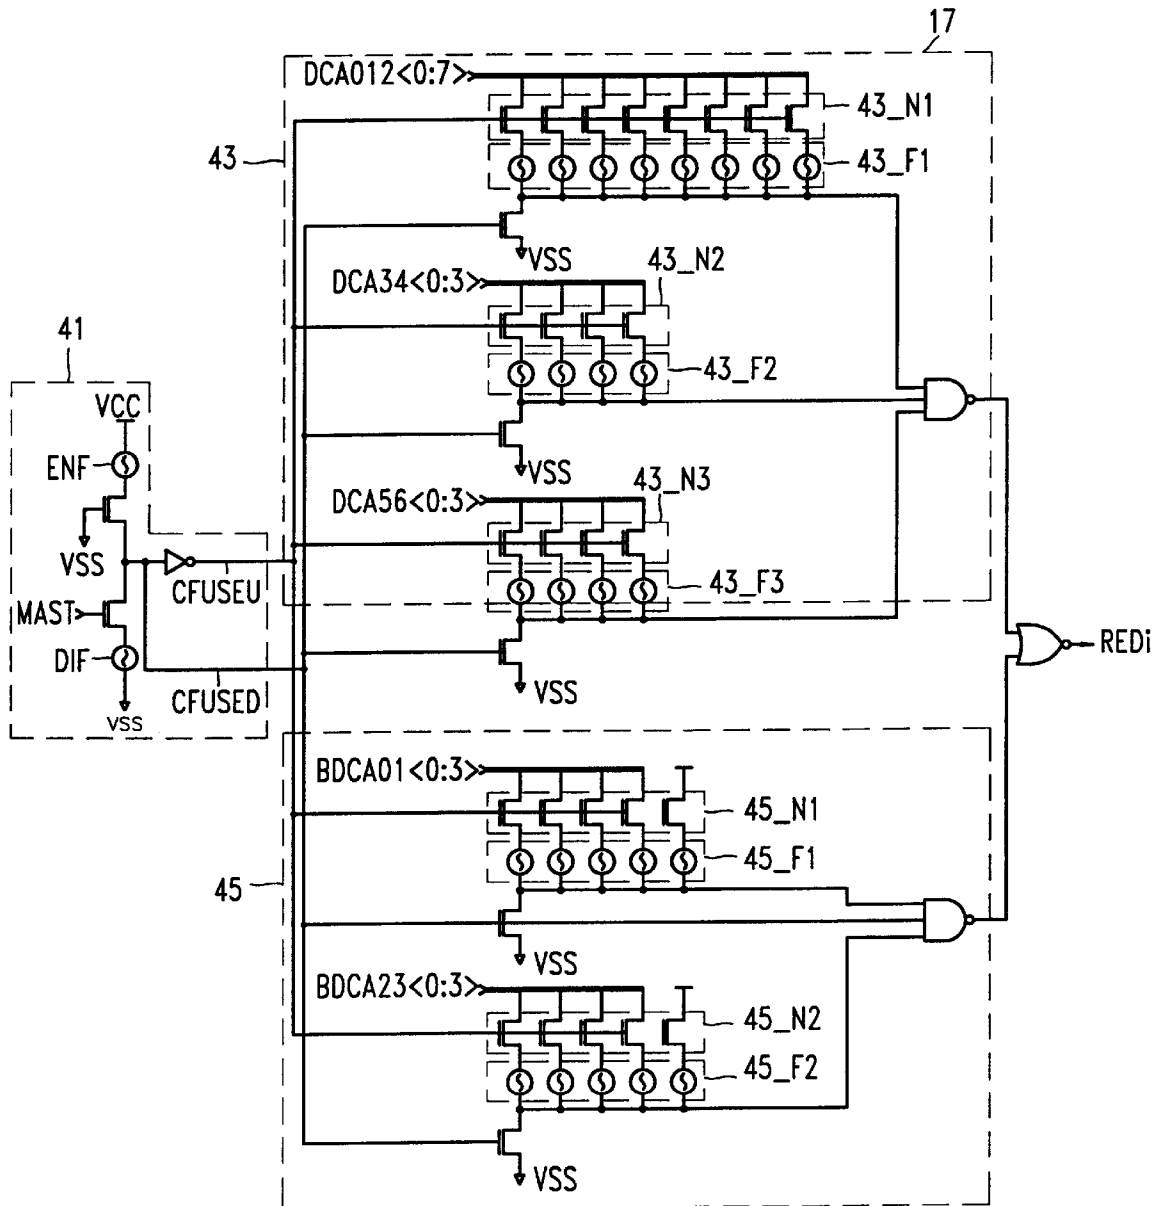 17
DCA012<0:7>
43_N1
43
43_F1
VSS
43_N2
DCA34<0:3>
41
43_F2
VCC
VSS
ENF
43_N3
DCA56<0:3>
VSS
CFUSEU
43_F3
MAST
REDi
DIF
CFUSED
VSS
VSS
BDCA01<0:3>
45_N1
45_F1
45
VSS
BDCA23<0:3>
45_N2
45_F2
VSS